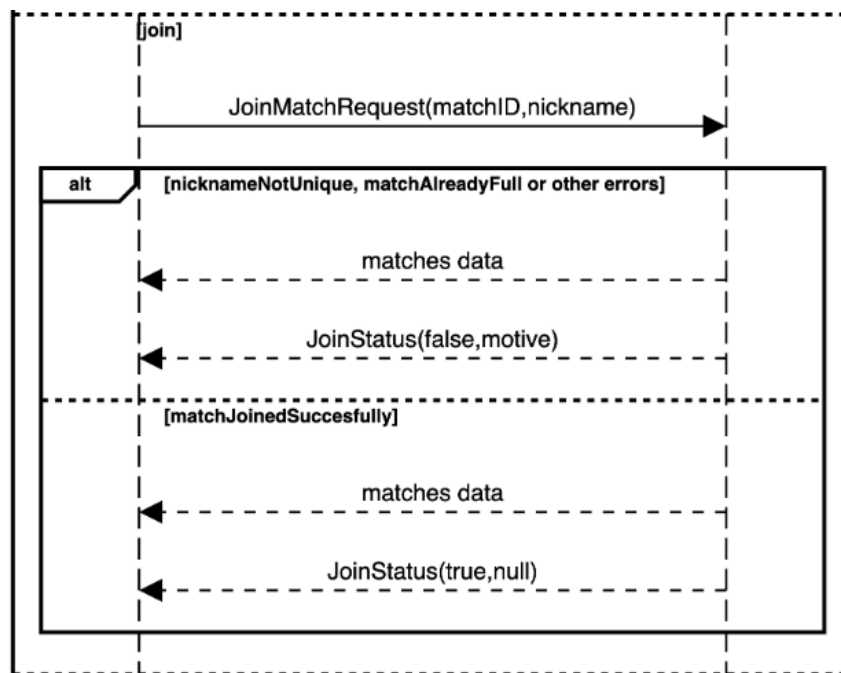 [join]
JoinMatchRequest(matchID,nickname)
alt
[nicknameNotUnique, matchAlreadyFull or other errors]
matches data
JoinStatus(false,motive)
[matchJoinedSuccesfully]
matches data
JoinStatus(true,null)